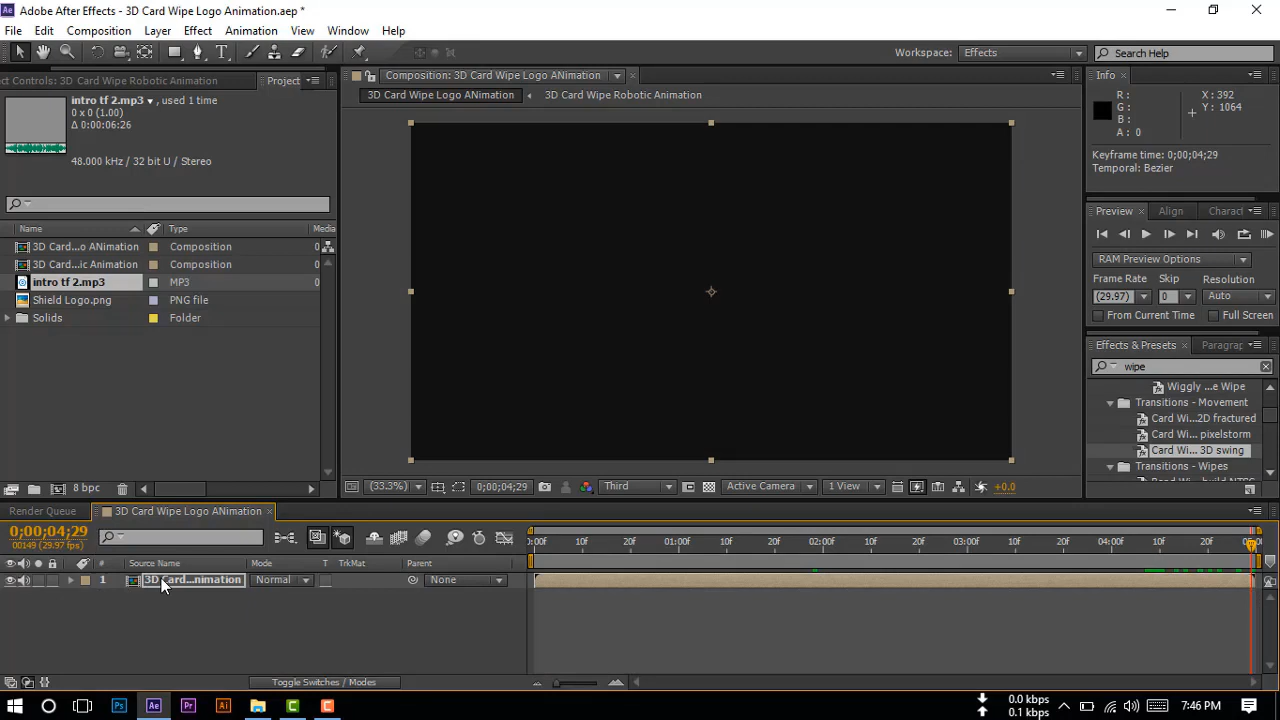 Adobe After Effects - 3D Card Wipe Logo Animation.aep *
File Edit Composition Layer Effect Animation View Window Help
Workspace: Effects
Search Help
ct Controls: 3D Card Wipe Robotic Animation
Project
intro tf 2.mp3 , used 1 time
0 x 0 (1.00)
Δ 0:00:06:26
48.000 kHz / 32 bit U / Stereo
Name Type Media
3D Card...o ANimation Composition 0
3D Card...ic Animation Composition 0
intro tf 2.mp3 MP3 0
Shield Logo.png PNG file
Solids Folder
8 bpc
Composition: 3D Card Wipe Logo ANimation
3D Card Wipe Logo ANimation 3D Card Wipe Robotic Animation
(33.3%) 0;00;04;29 Third Active Camera 1 View +0.0
Info
R: X: 392
G: Y: 1064
B:
A: 0
Keyframe time: 0;00;04;29
Temporal: Bezier
Preview Align Charact
RAM Preview Options
Frame Rate Skip Resolution
(29.97) 0 Auto
From Current Time Full Screen
Effects & Presets Paragra
wipe
Wiggly ...e Wipe
Transitions - Movement
Card Wi...2D fractured
Card Wi... pixelstorm
Card Wi... 3D swing
Transitions - Wipes
Render Queue 3D Card Wipe Logo ANimation
0;00;04;29
00149 (29.97 fps)
# Source Name Mode T TrkMat Parent
1 3D Card...nimation Normal None
:00f 10f 20f 01:00f 10f 20f 02:00f 10f 20f 03:00f 10f 20f 04:00f 10f 20f
Toggle Switches / Modes
Ps Ae Pr Ai
0.0 kbps
0.1 kbps
7:46 PM